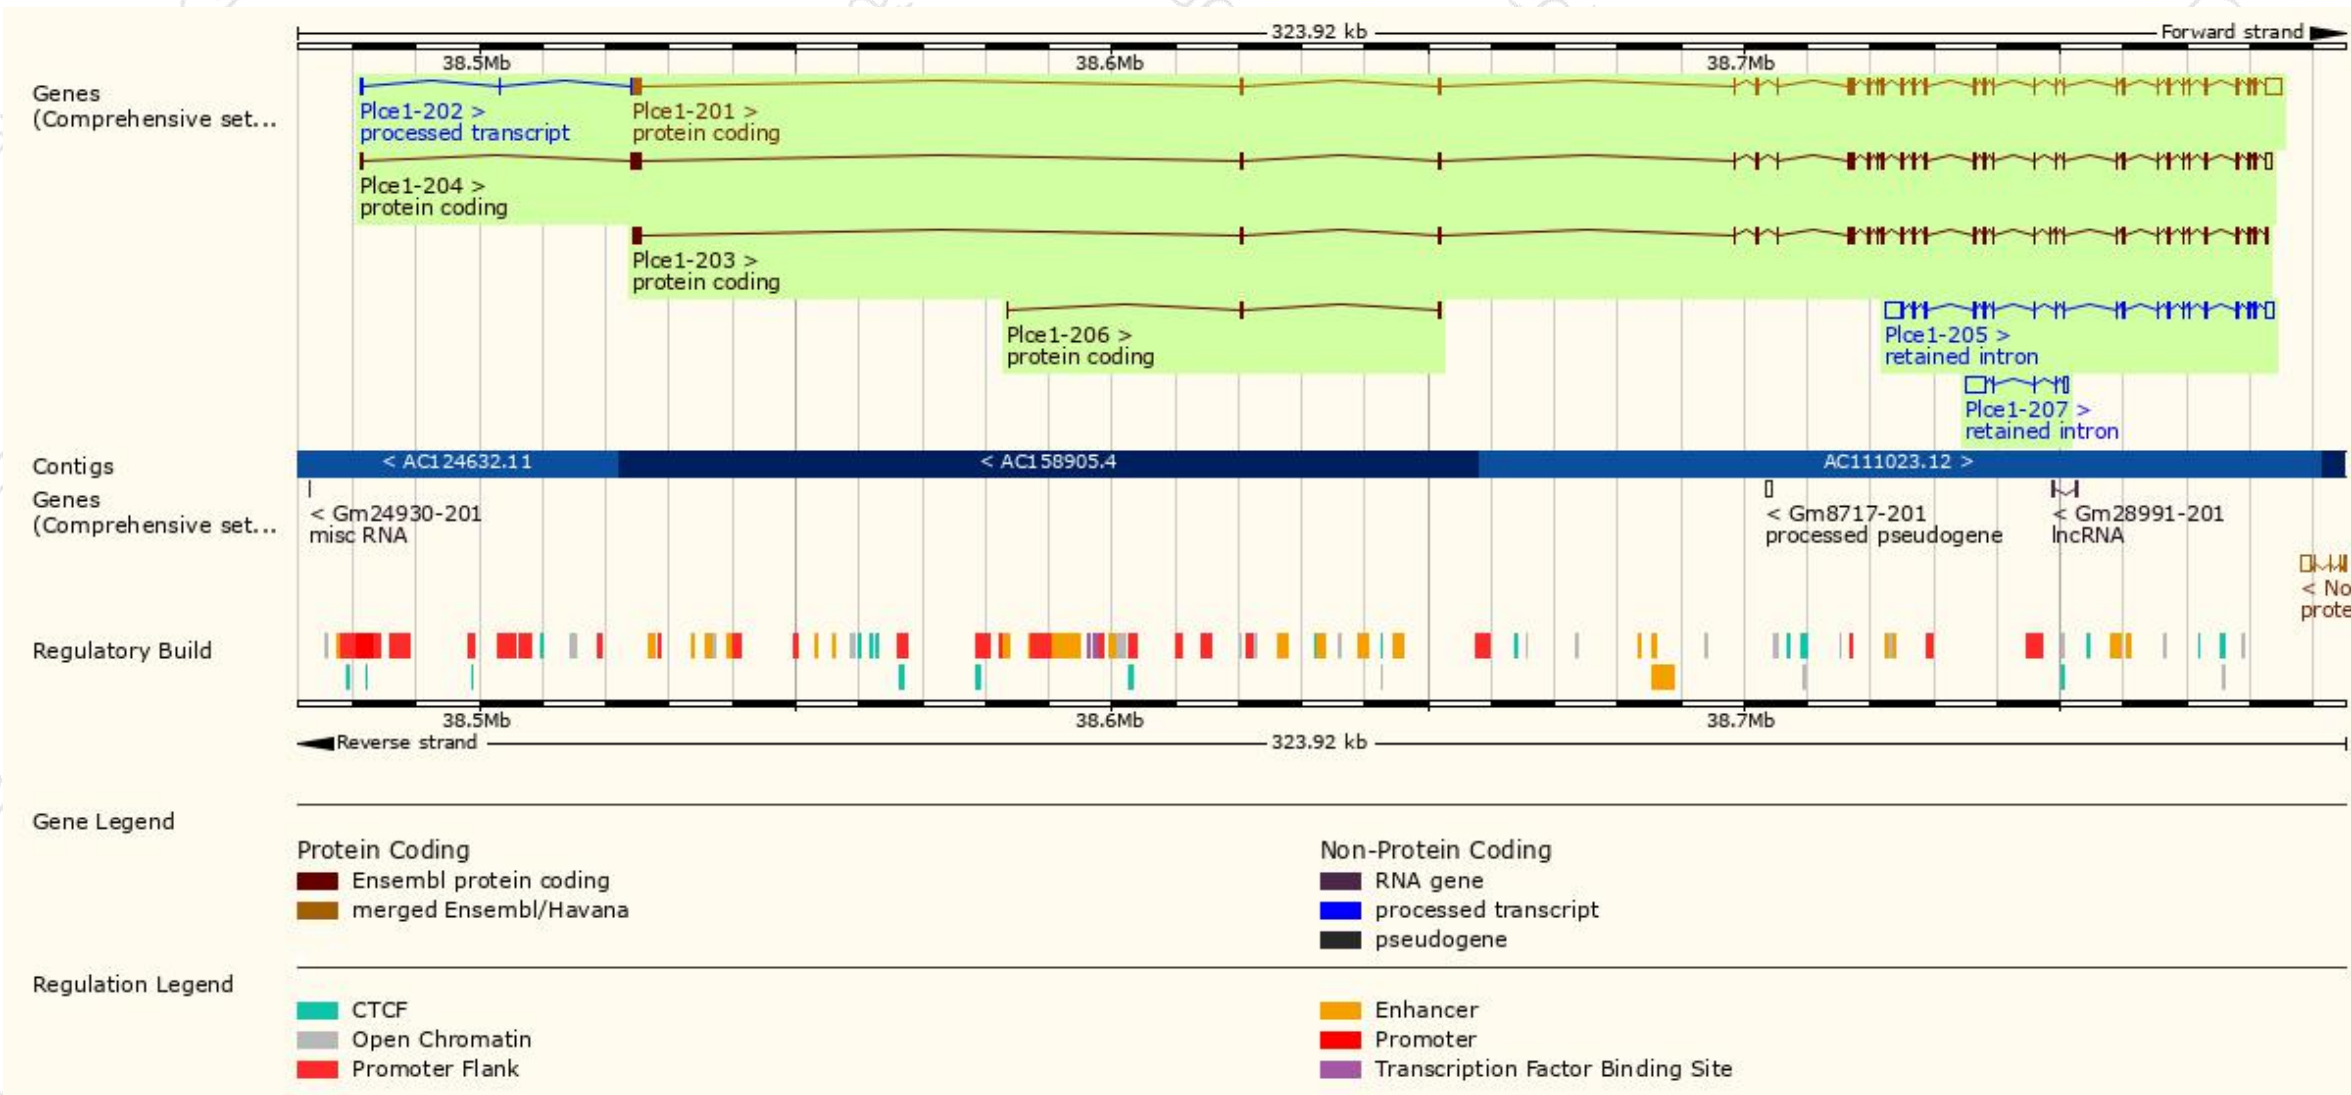 323.92 kb
Forward strand
38.5Mb
38.6Mb
38.7Mb
Genes
(Comprehensive set...
Plce1-202 >
processed transcript
Plce1-201 >
protein coding
Plce1-204 >
protein coding
Plce1-203 >
protein coding
Plce1-206 >
protein coding
Plce1-205 >
retained intron
Plce1-207 >
retained intron
Contigs
< AC124632.11
< AC158905.4
AC111023.12 >
Genes
(Comprehensive set...
< Gm24930-201
misc RNA
< Gm8717-201
processed pseudogene
< Gm28991-201
lncRNA
< No
prote
Regulatory Build
38.5Mb
38.6Mb
38.7Mb
Reverse strand
323.92 kb
Gene Legend
Protein Coding
Ensembl protein coding
merged Ensembl/Havana
Non-Protein Coding
RNA gene
processed transcript
pseudogene
Regulation Legend
CTCF
Open Chromatin
Promoter Flank
Enhancer
Promoter
Transcription Factor Binding Site